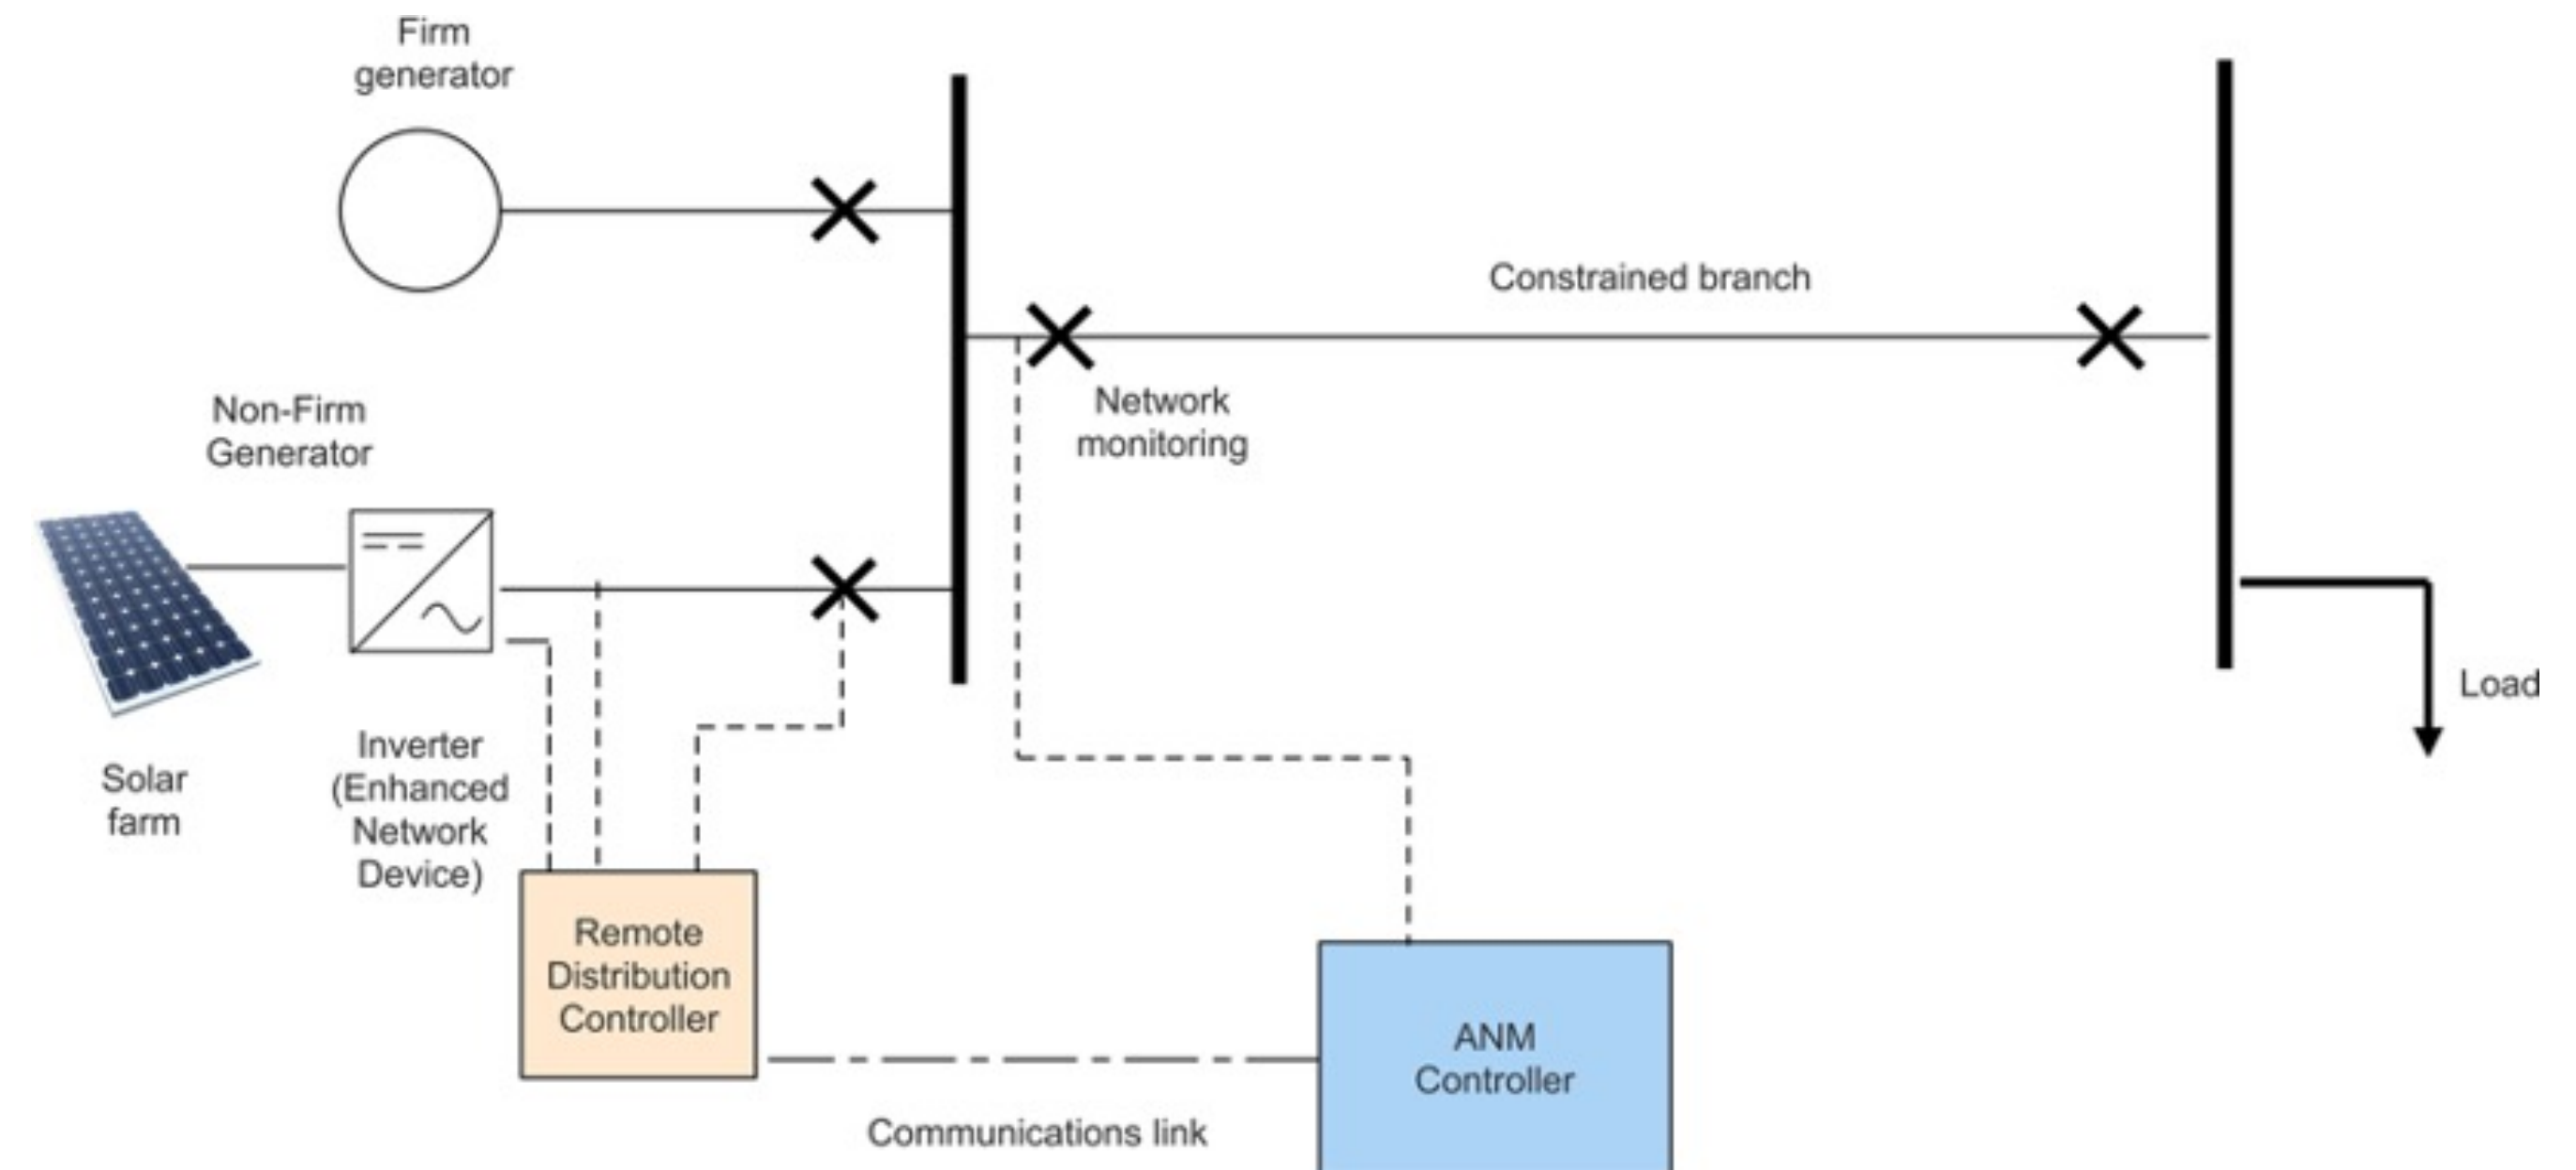 Firm
generator
Constrained branch
Network
monitoring
Non-Firm
Generator
Load
Solar
farm
Inverter
(Enhanced
Network
Device)
Remote
Distribution
Controller
ANM
Controller
Communications link